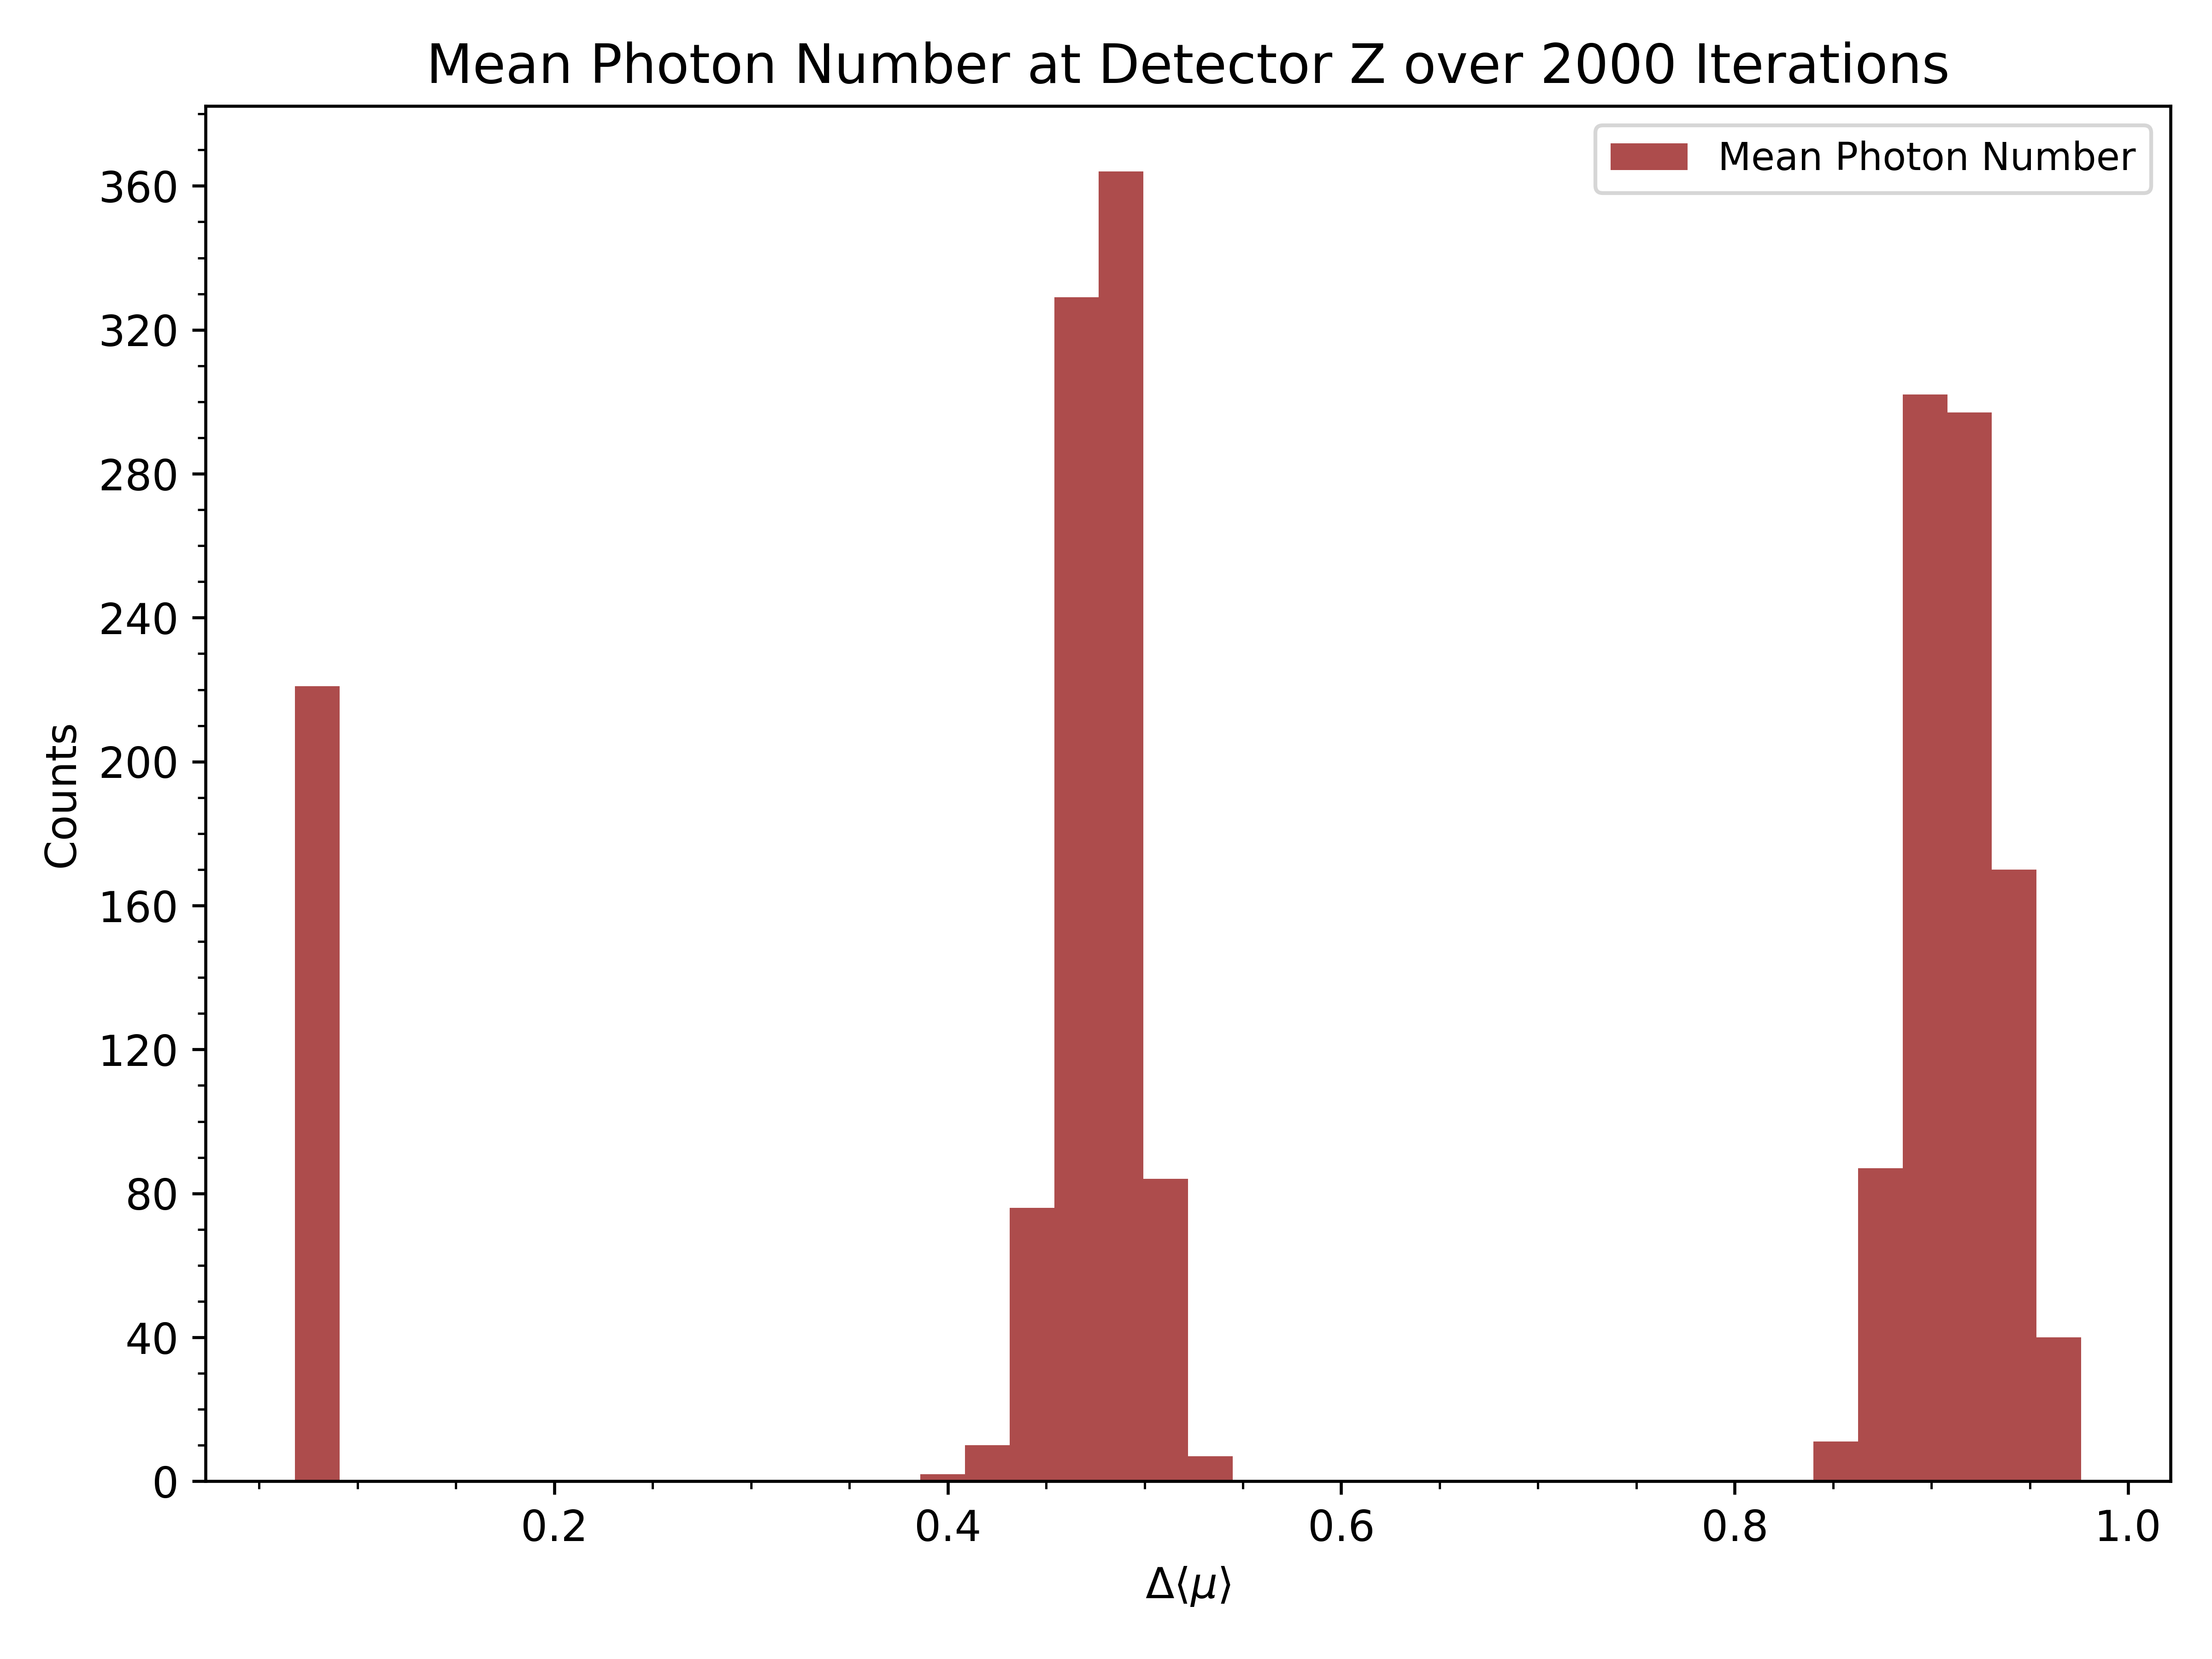 Mean Photon Number at Detector Z over 2000 Iterations
Mean Photon Number
360
320
280
240
200
160
120
80
40
0
Counts
0.2 0.4 0.6 0.8 1.0
Δ⟨μ⟩